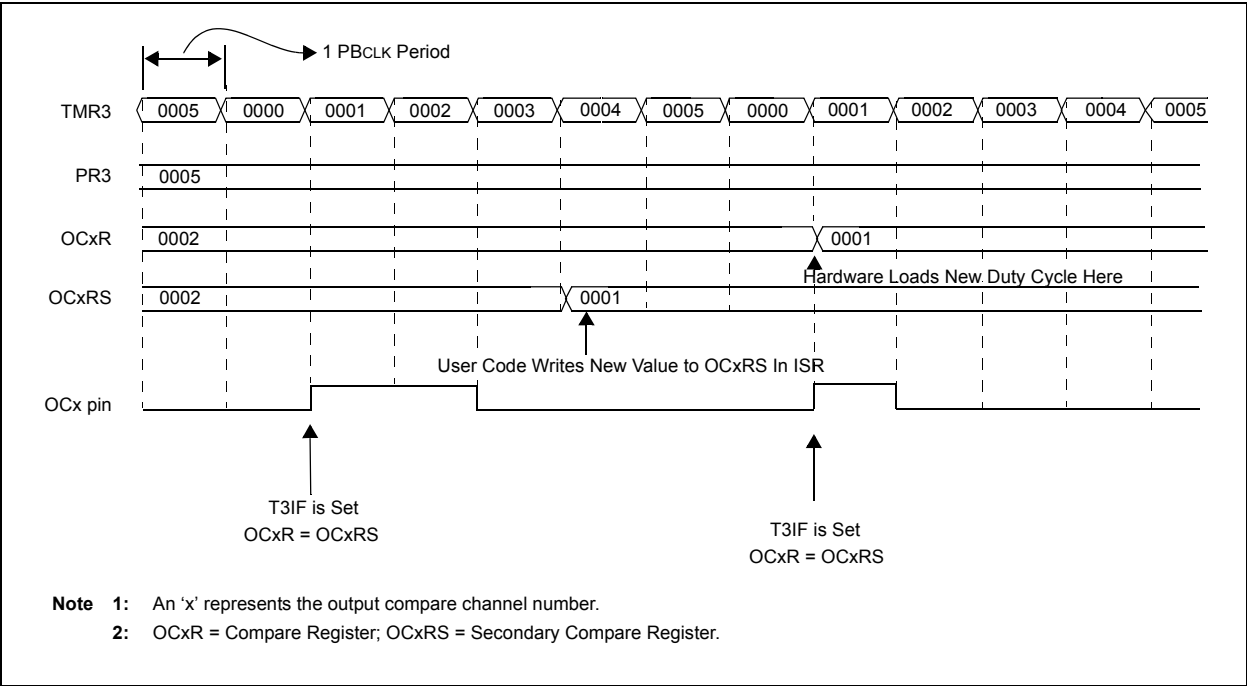 1 PBCLK Period
TMR3 0005 0000 0001 0002 0003 0004 0005 0000 0001 0002 0003 0004 0005
PR3 0005
OCxR 0002 0001
Hardware Loads New Duty Cycle Here
OCxRS 0002 0001
User Code Writes New Value to OCxRS In ISR
OCx pin
T3IF is Set
OCxR = OCxRS
T3IF is Set
OCxR = OCxRS
Note 1: An ‘x’ represents the output compare channel number.
2: OCxR = Compare Register; OCxRS = Secondary Compare Register.